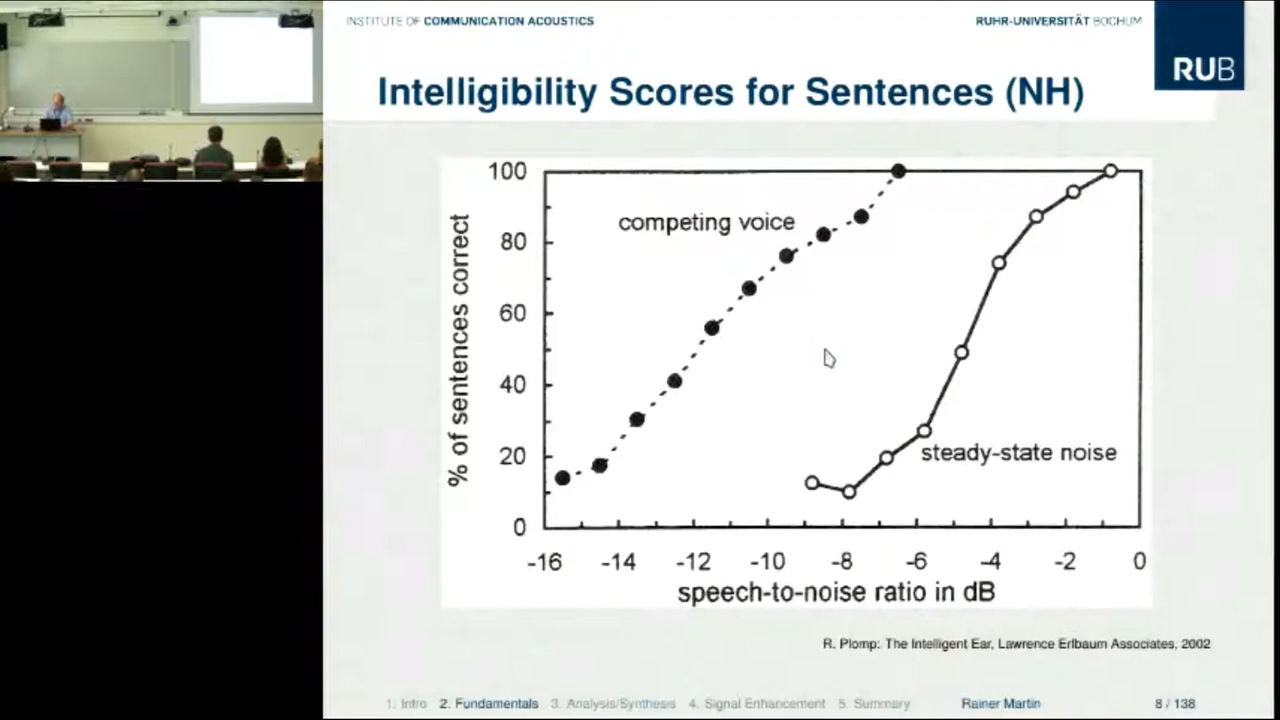 INSTITUTE OF COMMUNICATION ACOUSTICS
RUHR-UNIVERSITÄT BOCHUM
RUB
Intelligibility Scores for Sentences (NH)
% of sentences correct
100
80
60
40
20
0
competing voice
steady-state noise
-16 -14 -12 -10 -8 -6 -4 -2 0
speech-to-noise ratio in dB
R. Plomp: The Intelligent Ear, Lawrence Erlbaum Associates, 2002
1. Intro 2. Fundamentals 3. Analysis/Synthesis 4. Signal Enhancement 5. Summary Rainer Martin 8 / 138